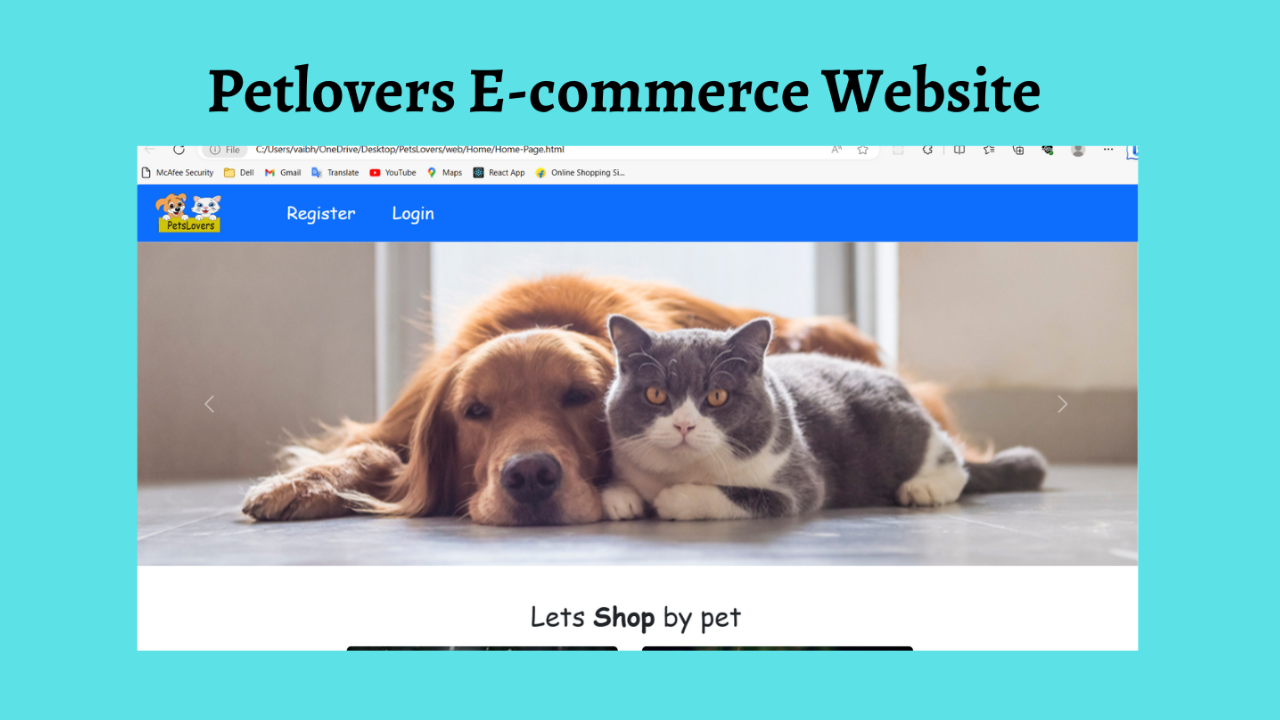 Petlovers E-commerce Website
File C:/Users/vaibh/OneDrive/Desktop/PetsLovers/web/Home/Home-Page.html
McAfee Security Dell Gmail Translate YouTube Maps React App Online Shopping Si...
PetsLovers Register Login
Lets Shop by pet